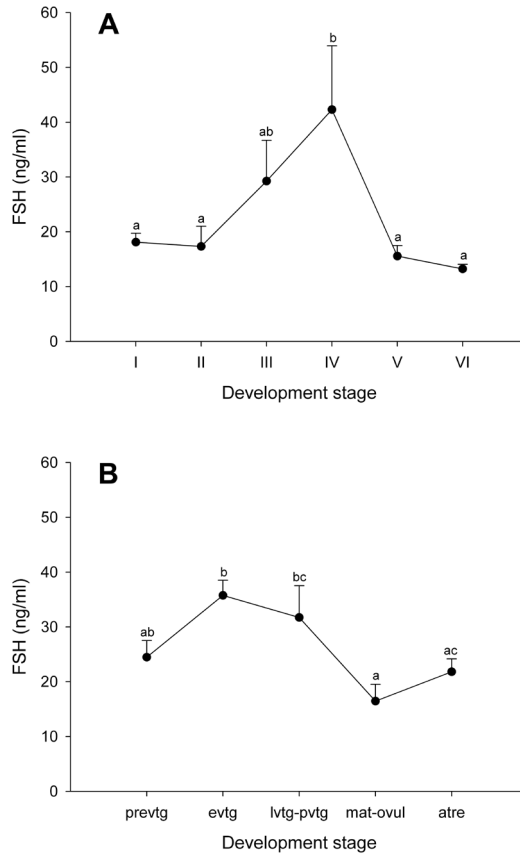 A
60
50
40
30
20
10
0
FSH (ng/ml)
a
a
ab
b
a
a
I II III IV V VI
Development stage
B
60
50
40
30
20
10
0
FSH (ng/ml)
ab
b
bc
a
ac
prevtg evtg lvtg-pvtg mat-ovul atre
Development stage